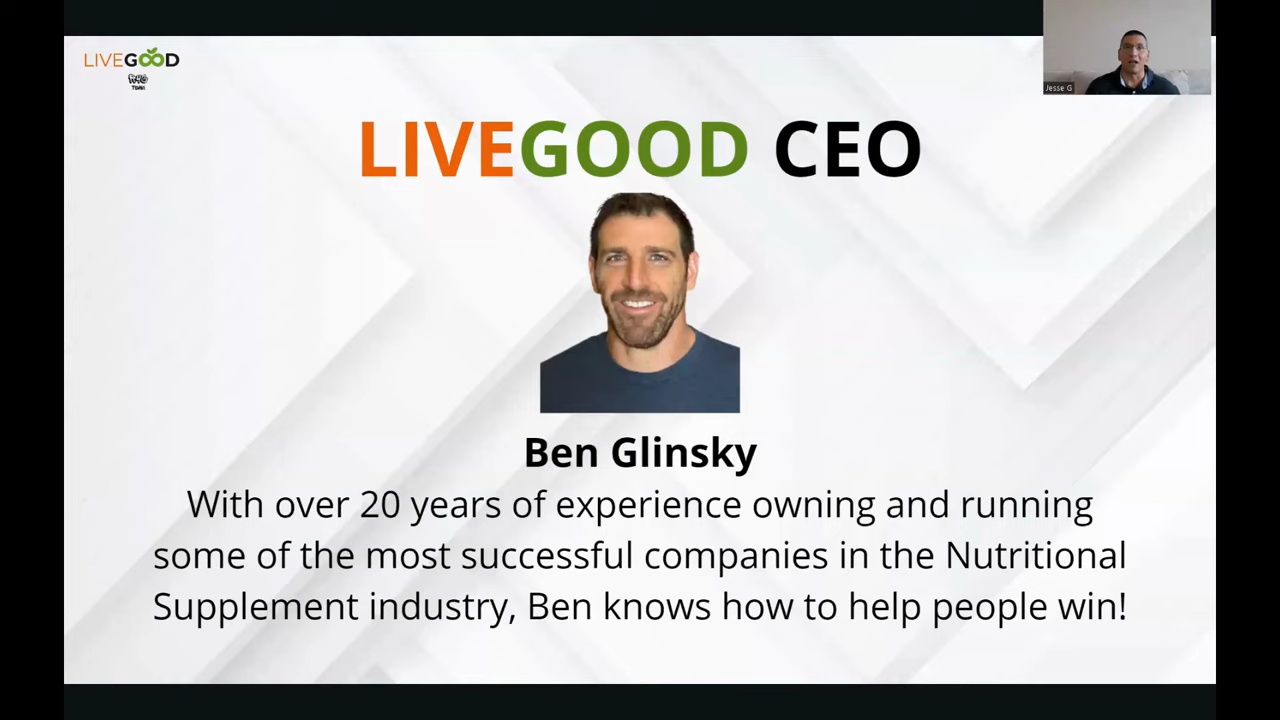 LIVEGOOD
TEAM
Jesse G
LIVEGOOD CEO
Ben Glinsky
With over 20 years of experience owning and running
some of the most successful companies in the Nutritional
Supplement industry, Ben knows how to help people win!